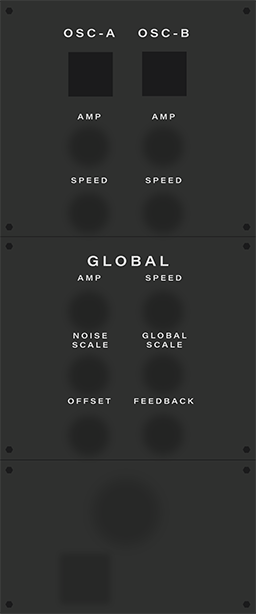 OSC-A OSC-B
AMP AMP
SPEED SPEED
GLOBAL
AMP SPEED
NOISE GLOBAL
SCALE SCALE
OFFSET FEEDBACK